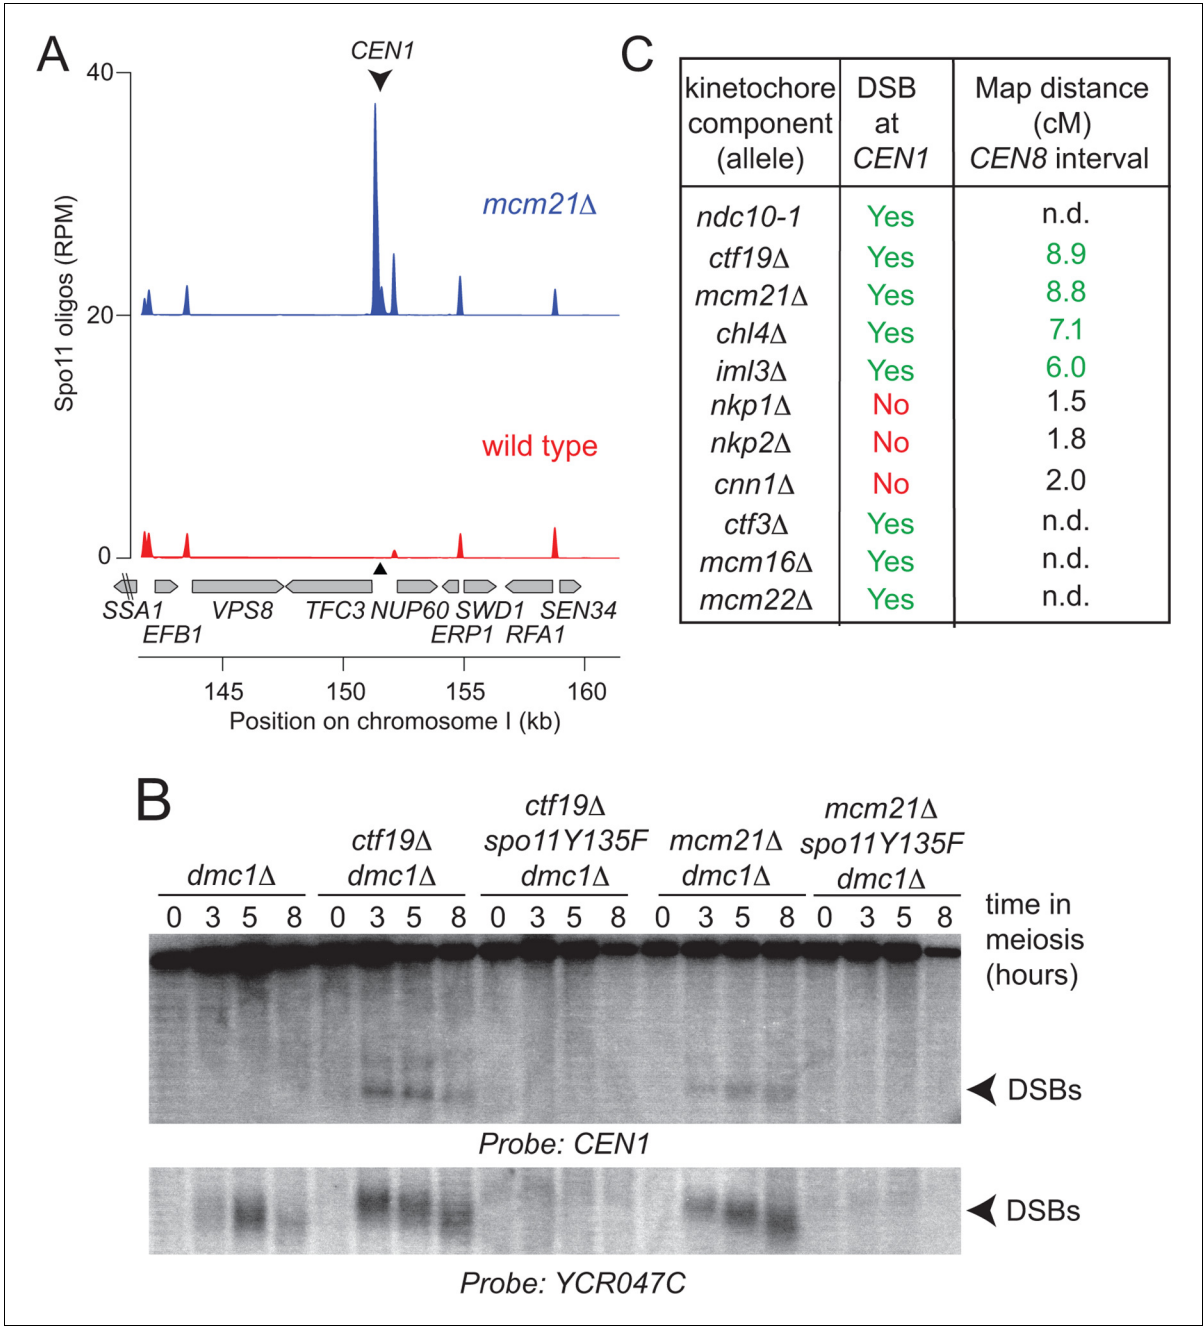 A
CEN1
40
Spo11 oligos (RPM)
mcm21Δ
20
wild type
0
SSA1 VPS8 TFC3 NUP60 SWD1 SEN34
EFB1 ERP1 RFA1
145 150 155 160
Position on chromosome I (kb)
C
kinetochore component (allele)
DSB at CEN1
Map distance (cM) CEN8 interval
ndc10-1 Yes n.d.
ctf19Δ Yes 8.9
mcm21Δ Yes 8.8
chl4Δ Yes 7.1
iml3Δ Yes 6.0
nkp1Δ No 1.5
nkp2Δ No 1.8
cnn1Δ No 2.0
ctf3Δ Yes n.d.
mcm16Δ Yes n.d.
mcm22Δ Yes n.d.
B
dmc1Δ
ctf19Δ
dmc1Δ
ctf19Δ
spo11Y135F
dmc1Δ
mcm21Δ
dmc1Δ
mcm21Δ
spo11Y135F
dmc1Δ
0 3 5 8 0 3 5 8 0 3 5 8 0 3 5 8 0 3 5 8
time in
meiosis
(hours)
DSBs
Probe: CEN1
DSBs
Probe: YCR047C